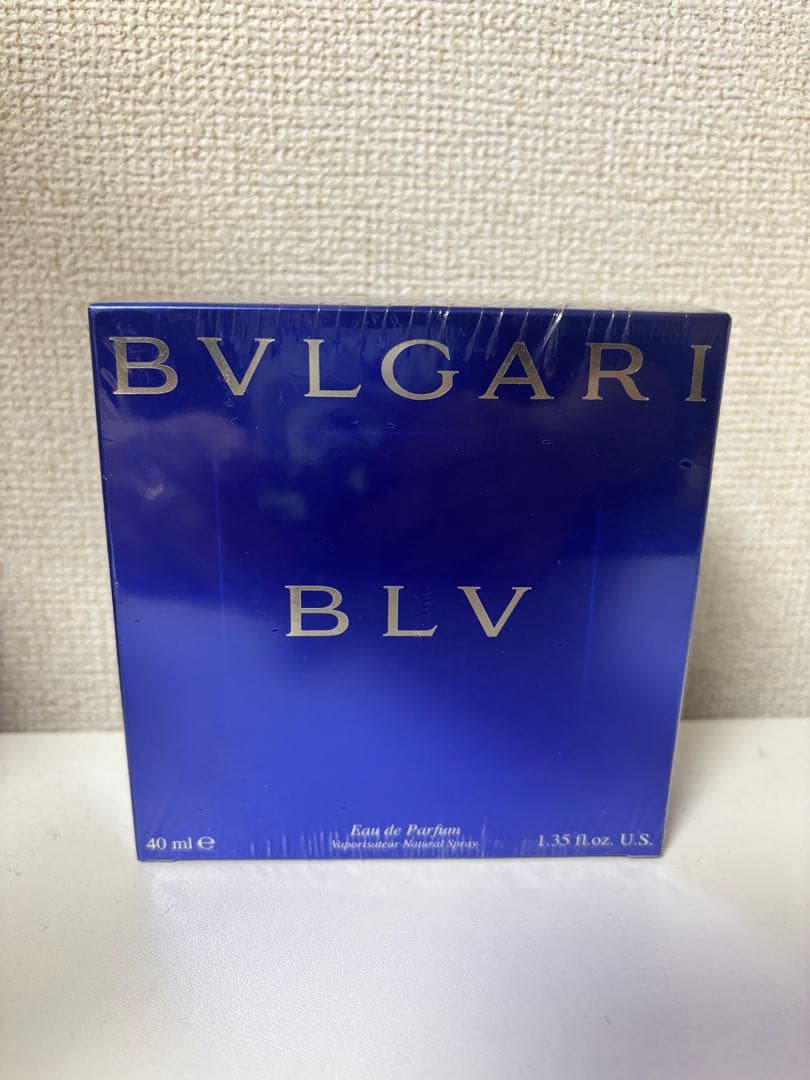 BVLGARI
BLV
Eau de Parfum
40 ml ℮ Vaporisateur Natural Spray 1.35 fl.oz. U.S.